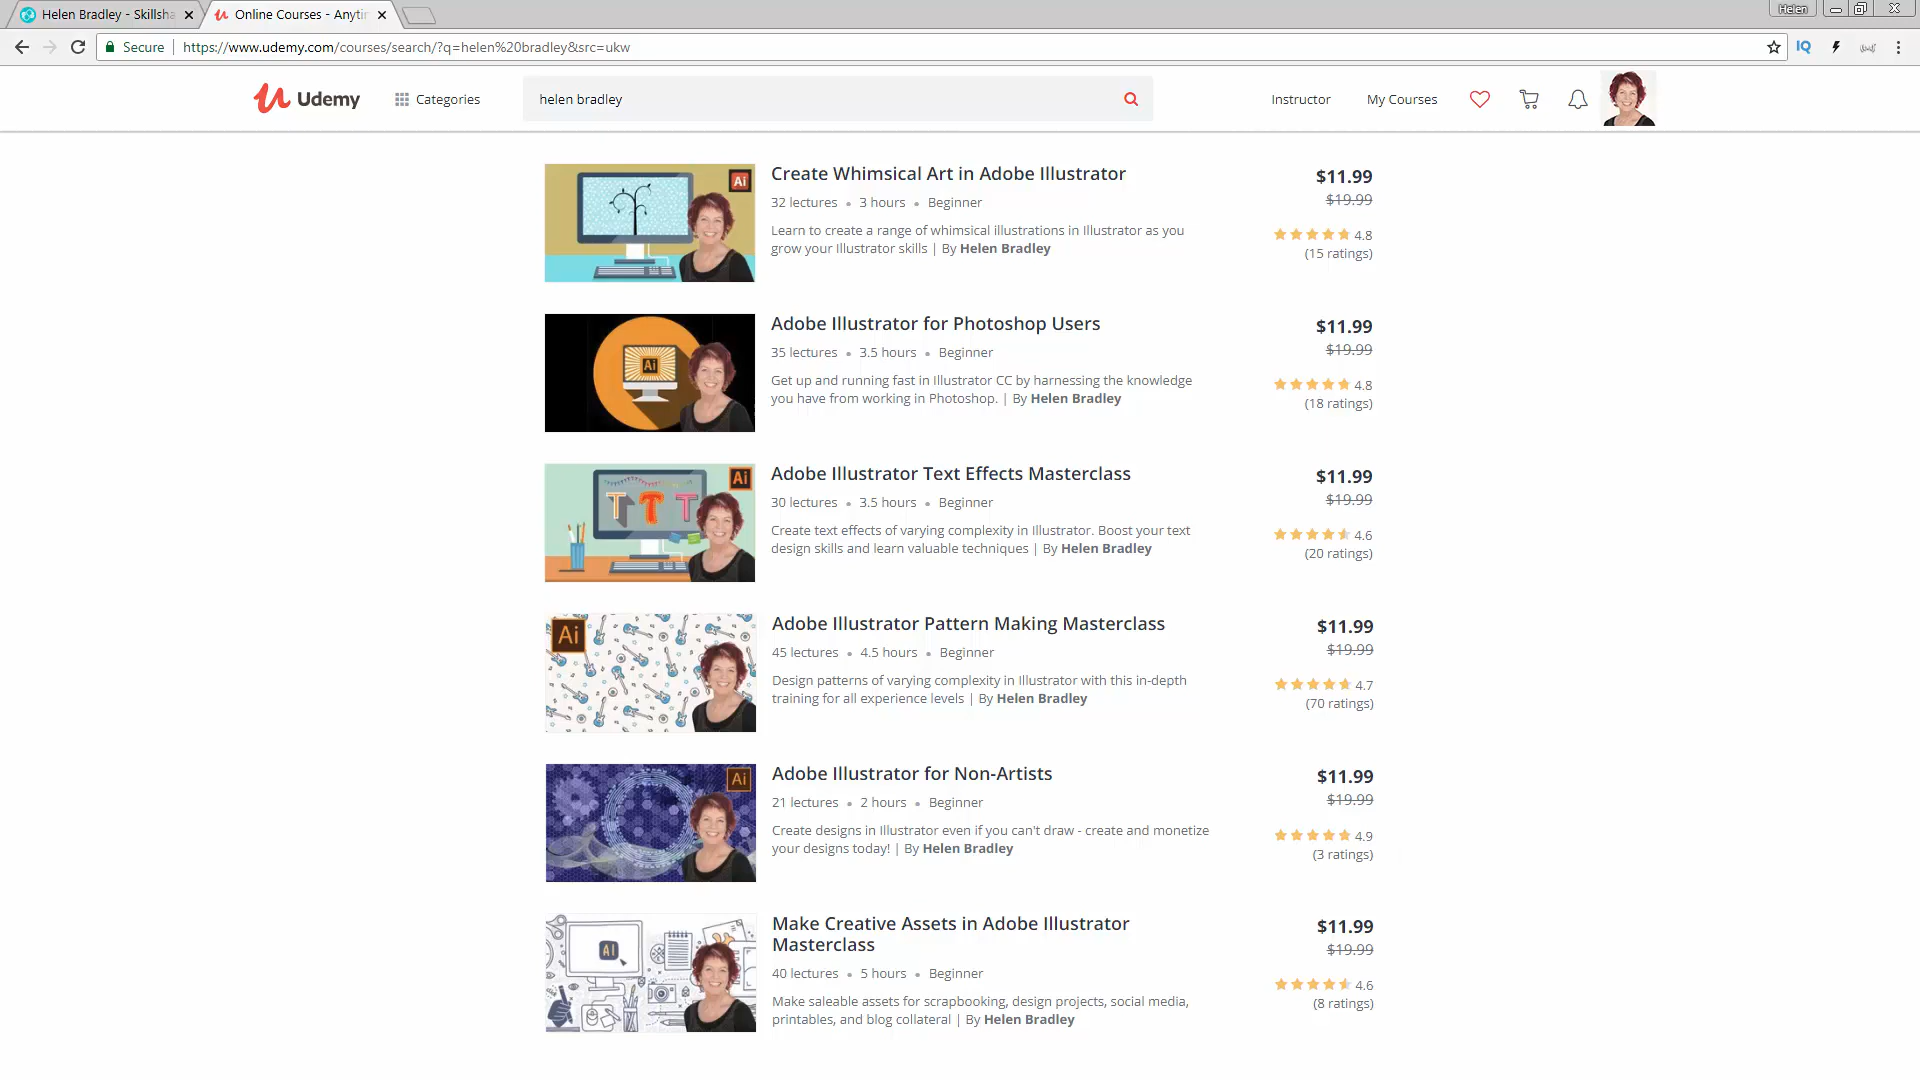 Helen Bradley - Skillsha
Online Courses - Anytim
Helen
Secure
https://www.udemy.com/courses/search/?q=helen%20bradley&src=ukw
IQ
Udemy
Categories
helen bradley
Instructor
My Courses
Ai
Create Whimsical Art in Adobe Illustrator
32 lectures • 3 hours • Beginner
Learn to create a range of whimsical illustrations in Illustrator as you
grow your Illustrator skills | By Helen Bradley
$11.99
$19.99
4.8
(15 ratings)
Ai
Adobe Illustrator for Photoshop Users
35 lectures • 3.5 hours • Beginner
Get up and running fast in Illustrator CC by harnessing the knowledge
you have from working in Photoshop. | By Helen Bradley
$11.99
$19.99
4.8
(18 ratings)
Ai
T T T
Adobe Illustrator Text Effects Masterclass
30 lectures • 3.5 hours • Beginner
Create text effects of varying complexity in Illustrator. Boost your text
design skills and learn valuable techniques | By Helen Bradley
$11.99
$19.99
4.6
(20 ratings)
Ai
Adobe Illustrator Pattern Making Masterclass
45 lectures • 4.5 hours • Beginner
Design patterns of varying complexity in Illustrator with this in-depth
training for all experience levels | By Helen Bradley
$11.99
$19.99
4.7
(70 ratings)
Ai
Adobe Illustrator for Non-Artists
21 lectures • 2 hours • Beginner
Create designs in Illustrator even if you can't draw - create and monetize
your designs today! | By Helen Bradley
$11.99
$19.99
4.9
(3 ratings)
AI
Make Creative Assets in Adobe Illustrator
Masterclass
40 lectures • 5 hours • Beginner
Make saleable assets for scrapbooking, design projects, social media,
printables, and blog collateral | By Helen Bradley
$11.99
$19.99
4.6
(8 ratings)